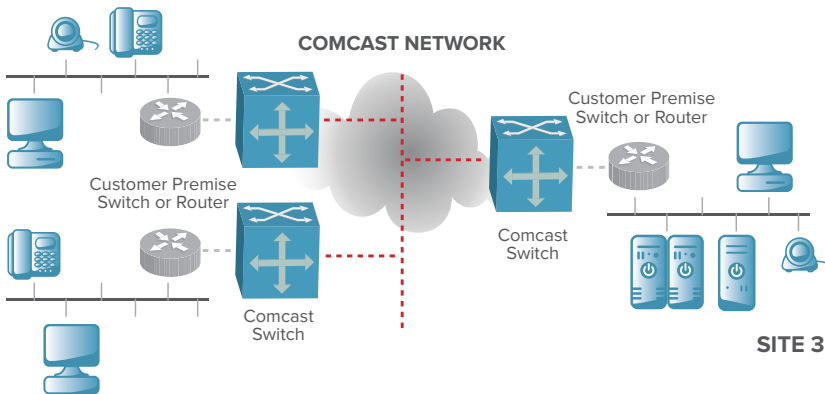 COMCAST NETWORK
Customer Premise
Switch or Router
Customer Premise
Switch or Router
Comcast
Switch
Comcast
Switch
SITE 3